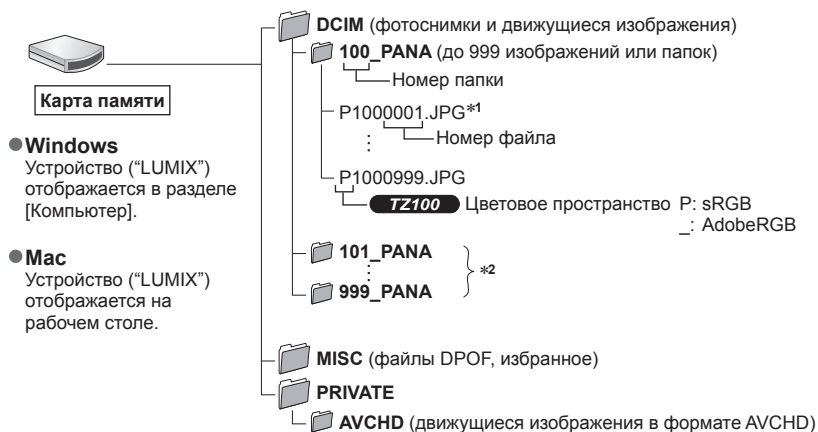 DCIM (фотоснимки и движущиеся изображения)
100_PANA (до 999 изображений или папок)
Номер папки
Карта памяти
P1000001.JPG*1
Номер файла
●Windows
Устройство (“LUMIX”)
отображается в разделе
[Компьютер].
P1000999.JPG
TZ100 Цветовое пространство P: sRGB
_: AdobeRGB
●Mac
Устройство (“LUMIX”)
отображается на
рабочем столе.
101_PANA
*2
999_PANA
MISC (файлы DPOF, избранное)
PRIVATE
AVCHD (движущиеся изображения в формате AVCHD)